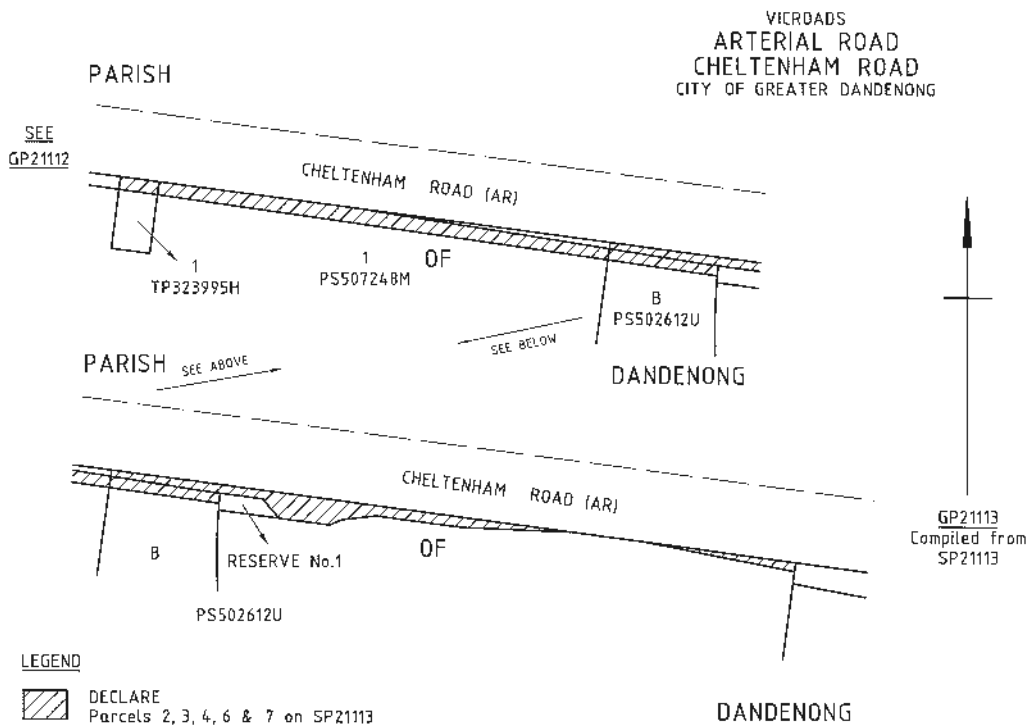 VICROADS
ARTERIAL ROAD
CHELTENHAM ROAD
CITY OF GREATER DANDENONG
PARISH
SEE
GP21112
CHELTENHAM ROAD (AR)
1
TP323995H
1
PS507248M
OF
B
PS502612U
SEE BELOW
DANDENONG
PARISH
SEE ABOVE
CHELTENHAM ROAD (AR)
GP21113
Compiled from
SP21113
B
RESERVE No.1
OF
PS502612U
LEGEND
DECLARE
Parcels 2, 3, 4, 6 & 7 on SP21113
DANDENONG